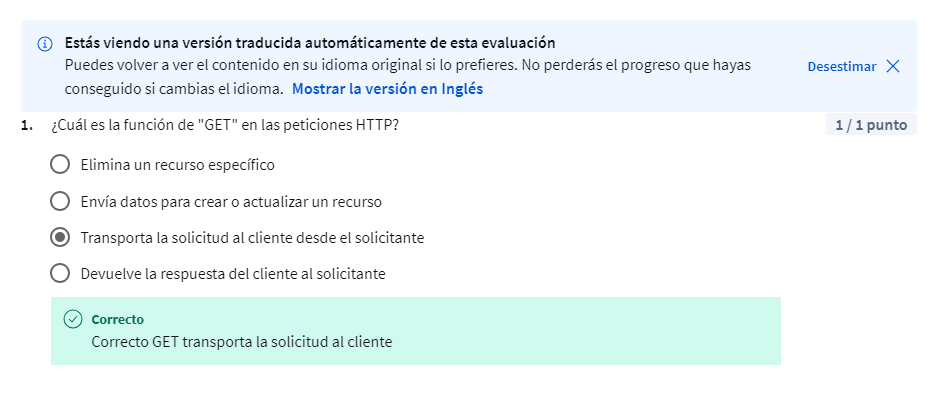 Estás viendo una versión traducida automáticamente de esta evaluación
Puedes volver a ver el contenido en su idioma original si lo prefieres. No perderás el progreso que hayas
Desestimar
conseguido si cambias el idioma. Mostrar la versión en Inglés
1. ¿Cuál es la función de "GET" en las peticiones HTTP?
1 / 1 punto
Elimina un recurso específico
Envía datos para crear o actualizar un recurso
Transporta la solicitud al cliente desde el solicitante
Devuelve la respuesta del cliente al solicitante
Correcto
Correcto GET transporta la solicitud al cliente